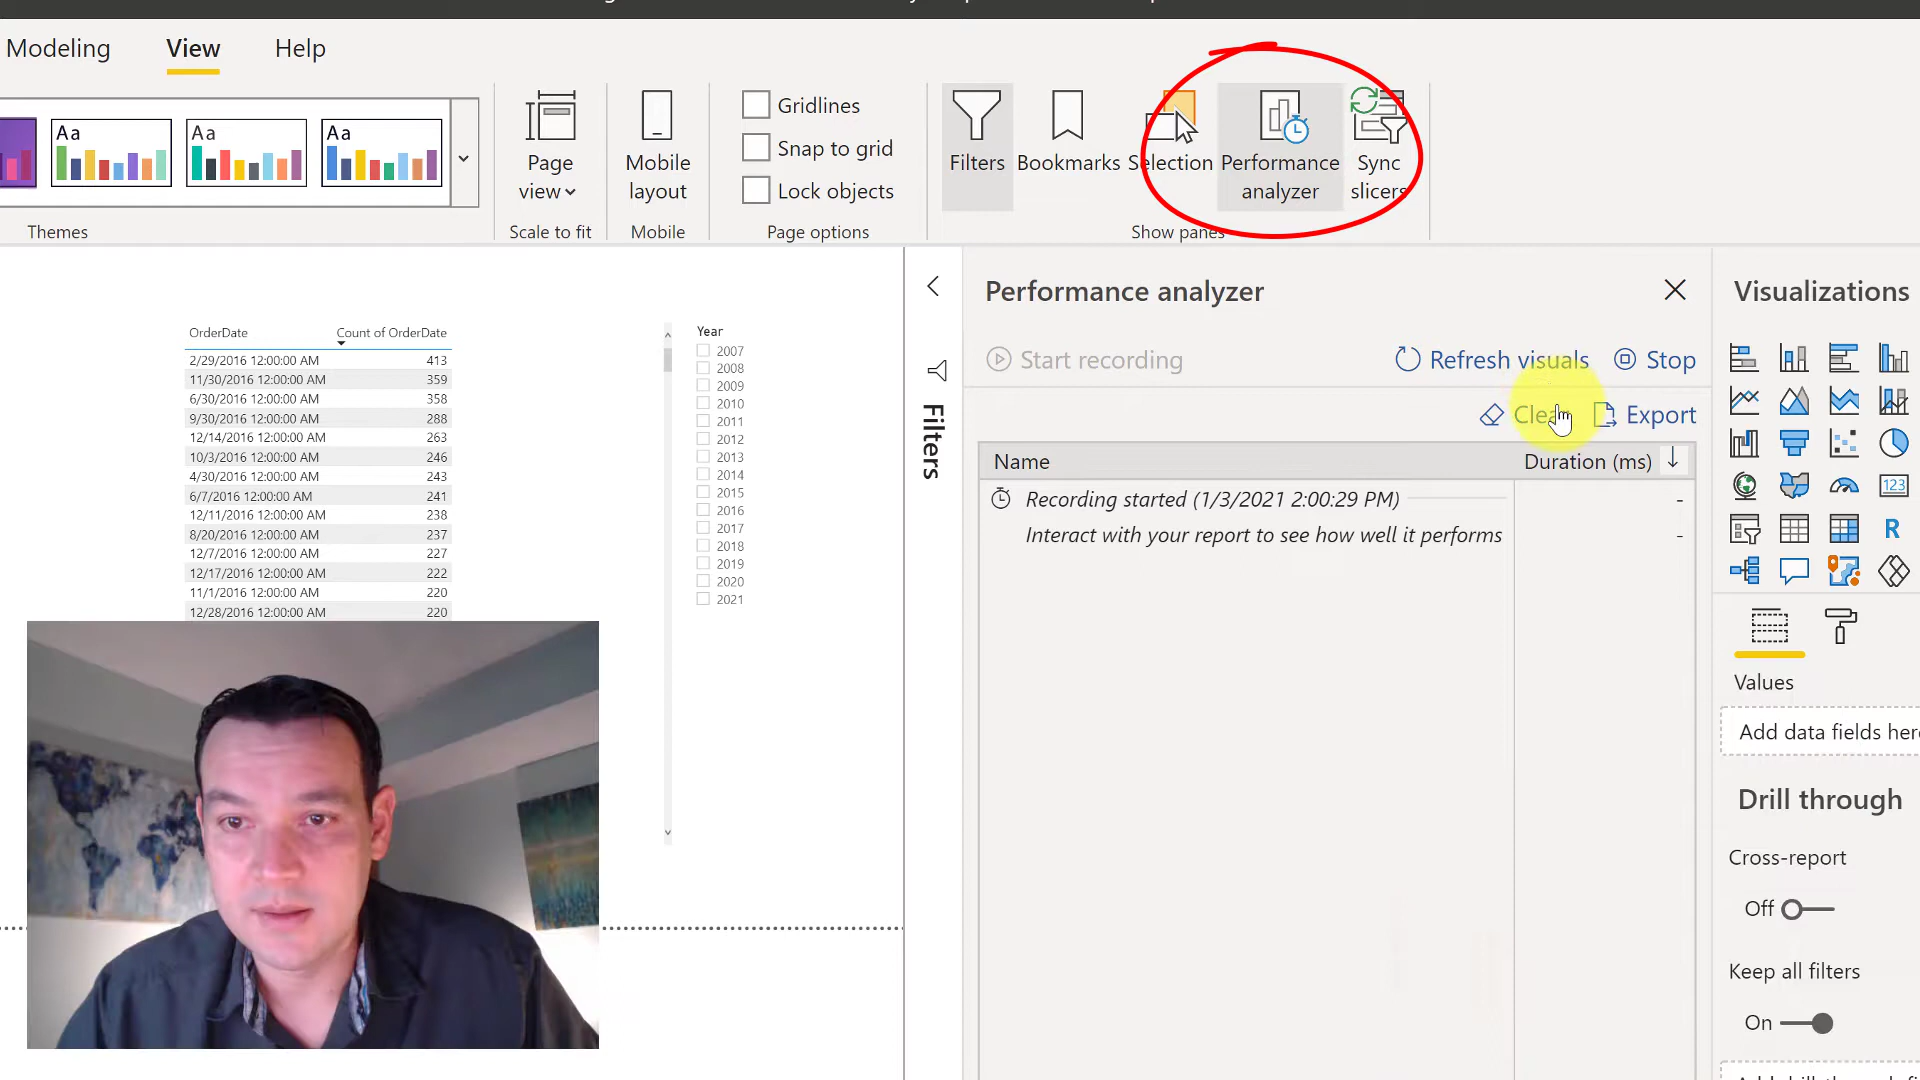 Modeling View Help
Aa Aa Aa
Page view
Mobile layout
Gridlines
Snap to grid
Lock objects
Filters
Bookmarks
Selection
Performance analyzer
Sync slicers
Themes
Scale to fit
Mobile
Page options
Show panes
OrderDate Count of OrderDate
2/29/2016 12:00:00 AM 413
11/30/2016 12:00:00 AM 359
6/30/2016 12:00:00 AM 358
9/30/2016 12:00:00 AM 288
12/14/2016 12:00:00 AM 263
10/3/2016 12:00:00 AM 246
4/30/2016 12:00:00 AM 243
6/7/2016 12:00:00 AM 241
12/11/2016 12:00:00 AM 238
8/20/2016 12:00:00 AM 237
12/7/2016 12:00:00 AM 227
12/17/2016 12:00:00 AM 222
11/1/2016 12:00:00 AM 220
12/28/2016 12:00:00 AM 220
Year
2007
2008
2009
2010
2011
2012
2013
2014
2015
2016
2017
2018
2019
2020
2021
Filters
Performance analyzer
Start recording
Refresh visuals
Stop
Clear
Export
Name Duration (ms)
Recording started (1/3/2021 2:00:29 PM) -
Interact with your report to see how well it performs -
Visualizations
123
R
Values
Add data fields here
Drill through
Cross-report
Off
Keep all filters
On